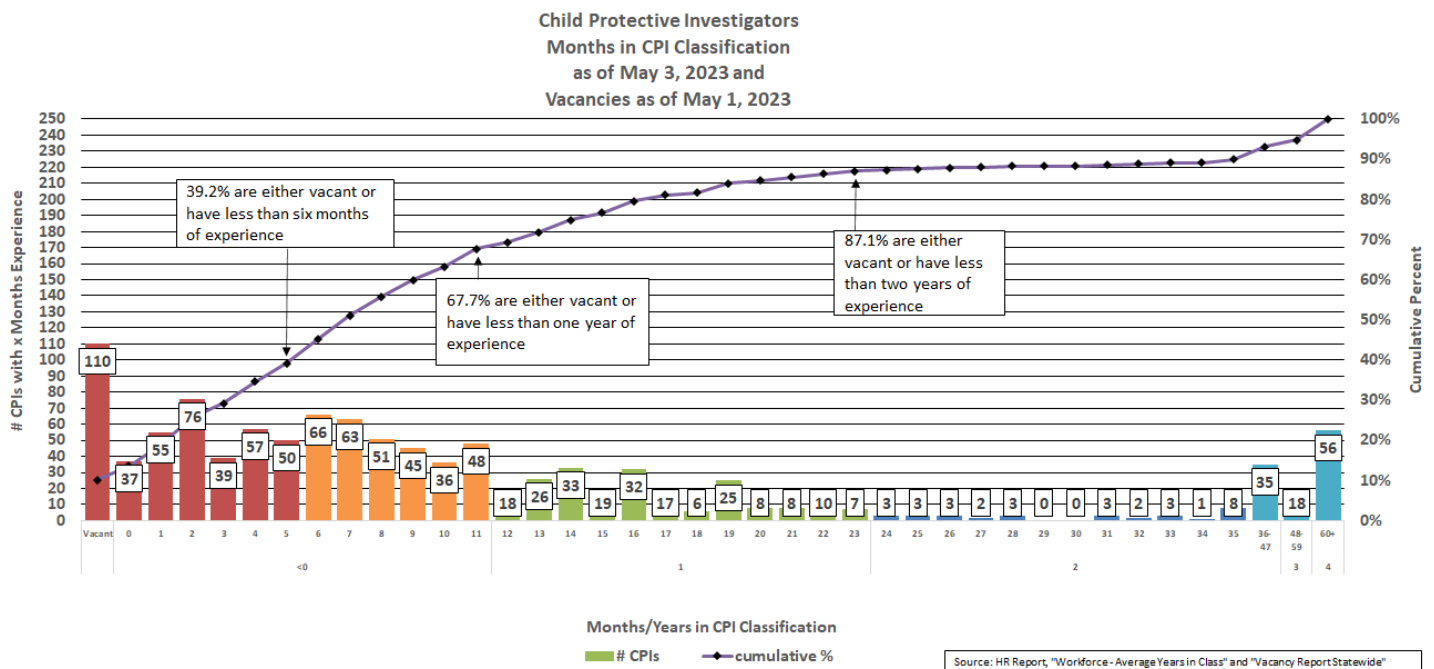 Child Protective Investigators
Months in CPI Classification
as of May 3, 2023 and
Vacancies as of May 1, 2023
# CPIs with x Months Experience
250
240
230
220
210
200
190
180
170
160
150
140
130
120
110
100
90
80
70
60
50
40
30
20
10
0
39.2% are either vacant or
have less than six months
of experience
67.7% are either vacant or
have less than one year of
experience
87.1% are either
vacant or have less
than two years of
experience
100%
90%
80%
70%
60%
50%
40%
30%
20%
10%
0%
Cumulative Percent
110 37 55 76 39 57 50 66 63 51 45 36 48 18 26 33 19 32 17 6 25 8 8 10 7 3 3 3 2 3 0 0 3 2 3 1 8 35 18 56
Vacant 0 1 2 3 4 5 6 7 8 9 10 11 12 13 14 15 16 17 18 19 20 21 22 23 24 25 26 27 28 29 30 31 32 33 34 35 36-47 48-59 60+
<0 1 2 3 4
Months/Years in CPI Classification
# CPIs cumulative %
Source: HR Report, "Workforce - Average Years in Class" and "Vacancy Report Statewide"